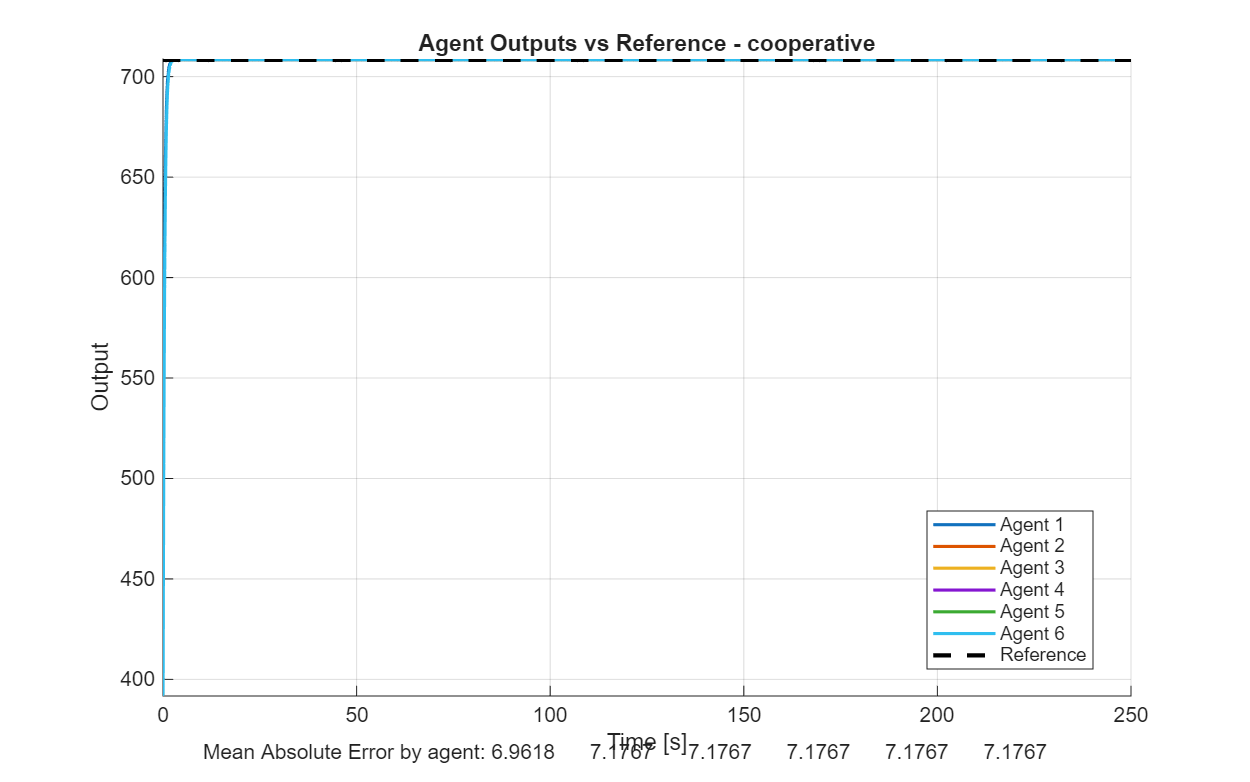 Agent Outputs vs Reference - cooperative
Output
700
650
600
550
500
450
400
0 50 100 150 200 250
Time [s]
Agent 1
Agent 2
Agent 3
Agent 4
Agent 5
Agent 6
Reference
Mean Absolute Error by agent: 6.9618 7.1767 7.1767 7.1767 7.1767 7.1767